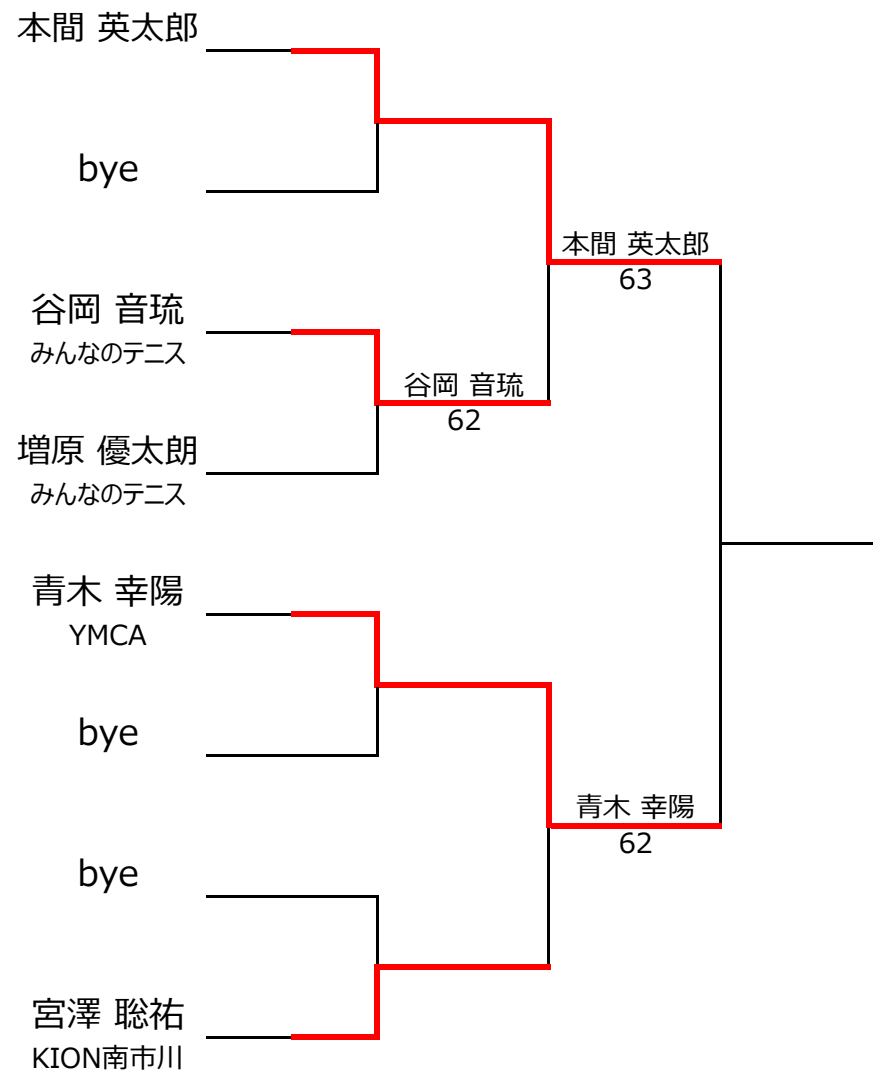 本間 英太郎
bye
谷岡 音琉
みんなのテニス
増原 優太朗
みんなのテニス
青木 幸陽
YMCA
bye
bye
宮澤 聡祐
KION南市川
谷岡 音琉
62
本間 英太郎
63
青木 幸陽
62